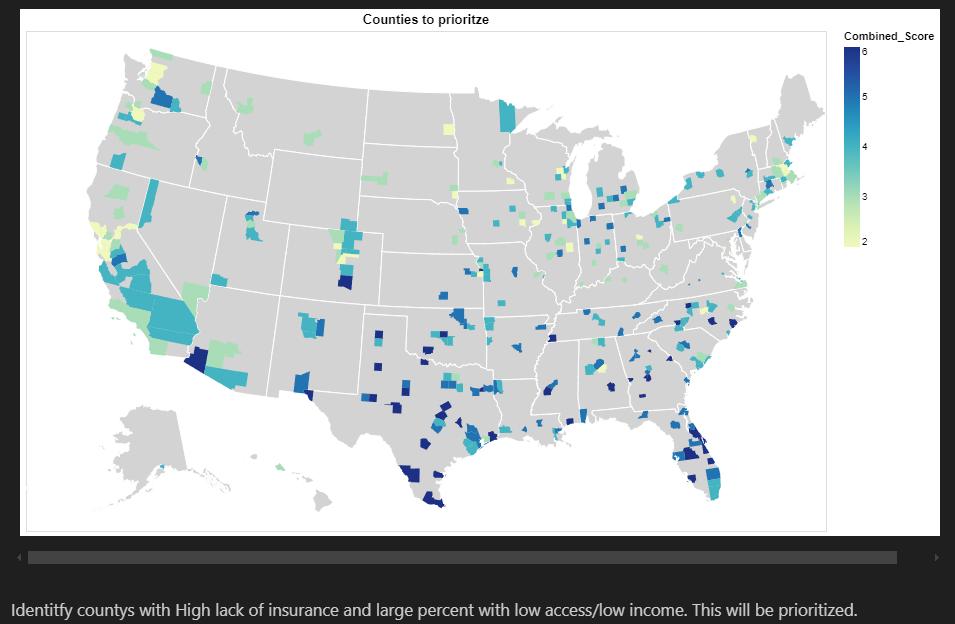 Counties to prioritze
Combined_Score
6
5
4
3
2
Identitfy countys with High lack of insurance and large percent with low access/low income. This will be prioritized.